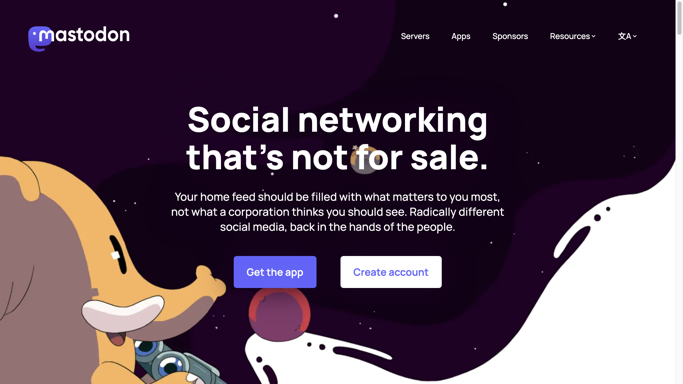 mastodon
Servers
Apps
Sponsors
Resources
文A
Social networking
that's not for sale.
Your home feed should be filled with what matters to you most,
not what a corporation thinks you should see. Radically different
social media, back in the hands of the people.
Get the app
Create account